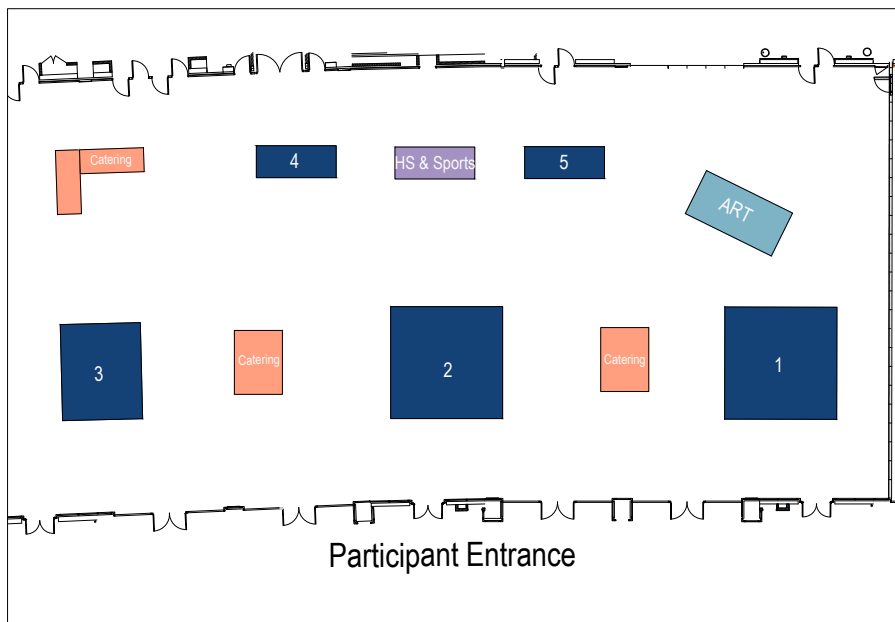 Catering
4
HS & Sports
5
ART
3
Catering
2
Catering
1
Participant Entrance